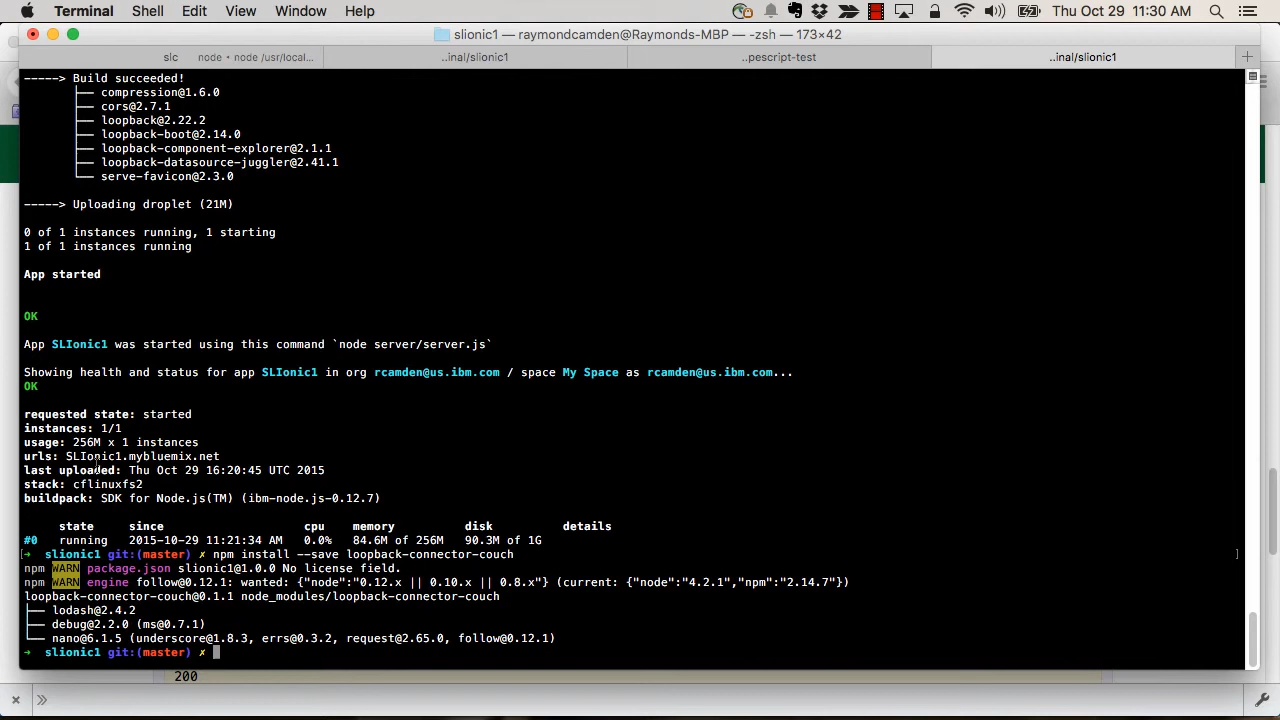 Terminal Shell Edit View Window Help Thu Oct 29 11:30 AM
slionic1 — raymondcamden@Raymonds-MBP — -zsh — 173×42
slc node • node /usr/local... ..inal/slionic1 ..pescript-test ..inal/slionic1
-----> Build succeeded!
├── compression@1.6.0
├── cors@2.7.1
├── loopback@2.22.2
├── loopback-boot@2.14.0
├── loopback-component-explorer@2.1.1
├── loopback-datasource-juggler@2.41.1
└── serve-favicon@2.3.0
-----> Uploading droplet (21M)
0 of 1 instances running, 1 starting
1 of 1 instances running
App started
OK
App SLIonic1 was started using this command `node server/server.js`
Showing health and status for app SLIonic1 in org rcamden@us.ibm.com / space My Space as rcamden@us.ibm.com...
OK
requested state: started
instances: 1/1
usage: 256M x 1 instances
urls: SLIonic1.mybluemix.net
last uploaded: Thu Oct 29 16:20:45 UTC 2015
stack: cflinuxfs2
buildpack: SDK for Node.js(TM) (ibm-node.js-0.12.7)
state since cpu memory disk details
#0 running 2015-10-29 11:21:34 AM 0.0% 84.6M of 256M 90.3M of 1G
[➜ slionic1 git:(master) ✗ npm install --save loopback-connector-couch ]
npm WARN package.json slionic1@1.0.0 No license field.
npm WARN engine follow@0.12.1: wanted: {"node":"0.12.x || 0.10.x || 0.8.x"} (current: {"node":"4.2.1","npm":"2.14.7"})
loopback-connector-couch@0.1.1 node_modules/loopback-connector-couch
├── lodash@2.4.2
├── debug@2.2.0 (ms@0.7.1)
└── nano@6.1.5 (underscore@1.8.3, errs@0.3.2, request@2.65.0, follow@0.12.1)
➜ slionic1 git:(master) ✗
200